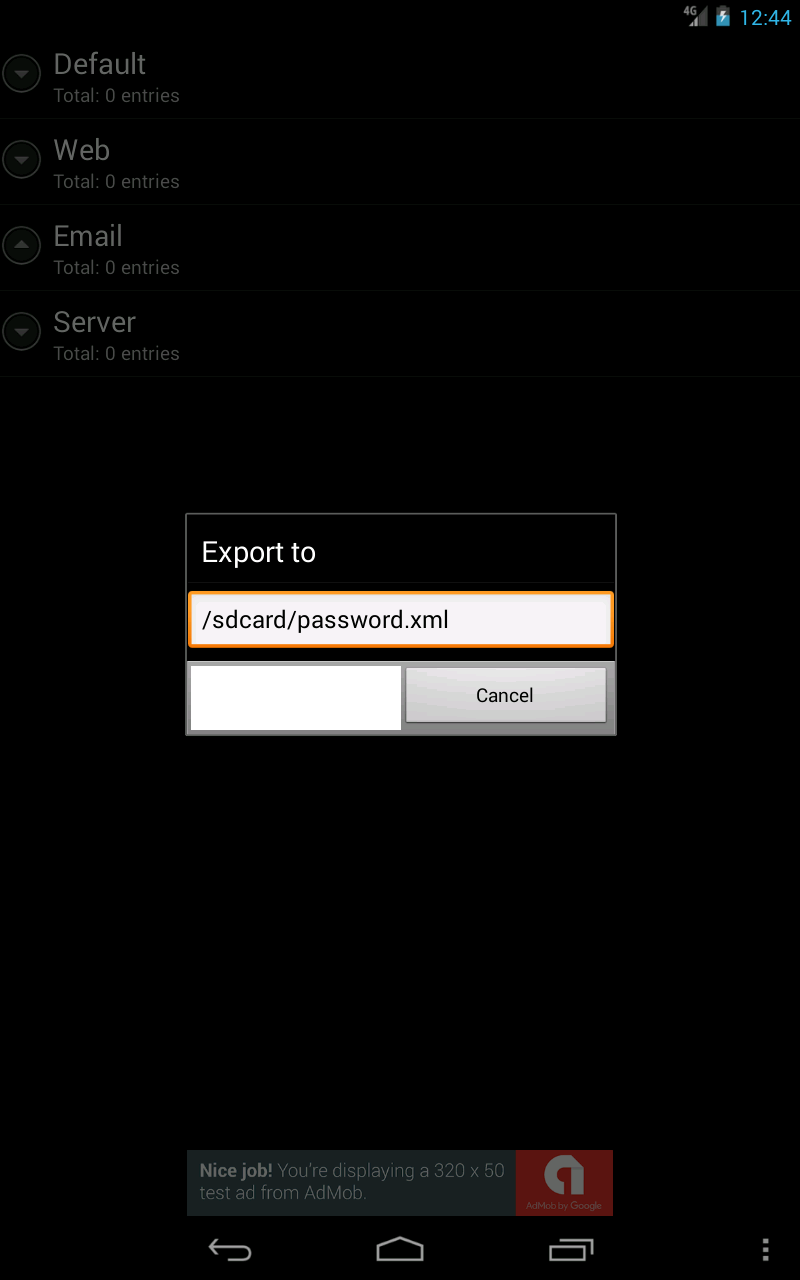 4G 12:44
Default
Total: 0 entries
Web
Total: 0 entries
Email
Total: 0 entries
Server
Total: 0 entries
Export to
/sdcard/password.xml
Cancel
Nice job! You're displaying a 320 x 50
test ad from AdMob.
AdMob by Google